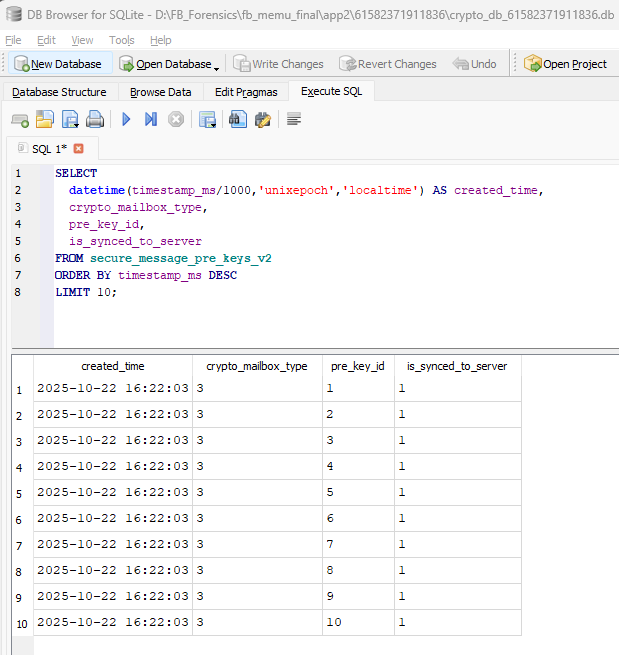 DB Browser for SQLite - D:\FB_Forensics\fb_memu_final\app2\61582371911836\crypto_db_61582371911836.db
File Edit View Tools Help
New Database Open Database Write Changes Revert Changes Undo Open Project
Database Structure Browse Data Edit Pragmas Execute SQL
SQL 1*
1 SELECT
2 datetime(timestamp_ms/1000,'unixepoch','localtime') AS created_time,
3 crypto_mailbox_type,
4 pre_key_id,
5 is_synced_to_server
6 FROM secure_message_pre_keys_v2
7 ORDER BY timestamp_ms DESC
8 LIMIT 10;
created_time crypto_mailbox_type pre_key_id is_synced_to_server
1 2025-10-22 16:22:03 3 1 1
2 2025-10-22 16:22:03 3 2 1
3 2025-10-22 16:22:03 3 3 1
4 2025-10-22 16:22:03 3 4 1
5 2025-10-22 16:22:03 3 5 1
6 2025-10-22 16:22:03 3 6 1
7 2025-10-22 16:22:03 3 7 1
8 2025-10-22 16:22:03 3 8 1
9 2025-10-22 16:22:03 3 9 1
10 2025-10-22 16:22:03 3 10 1